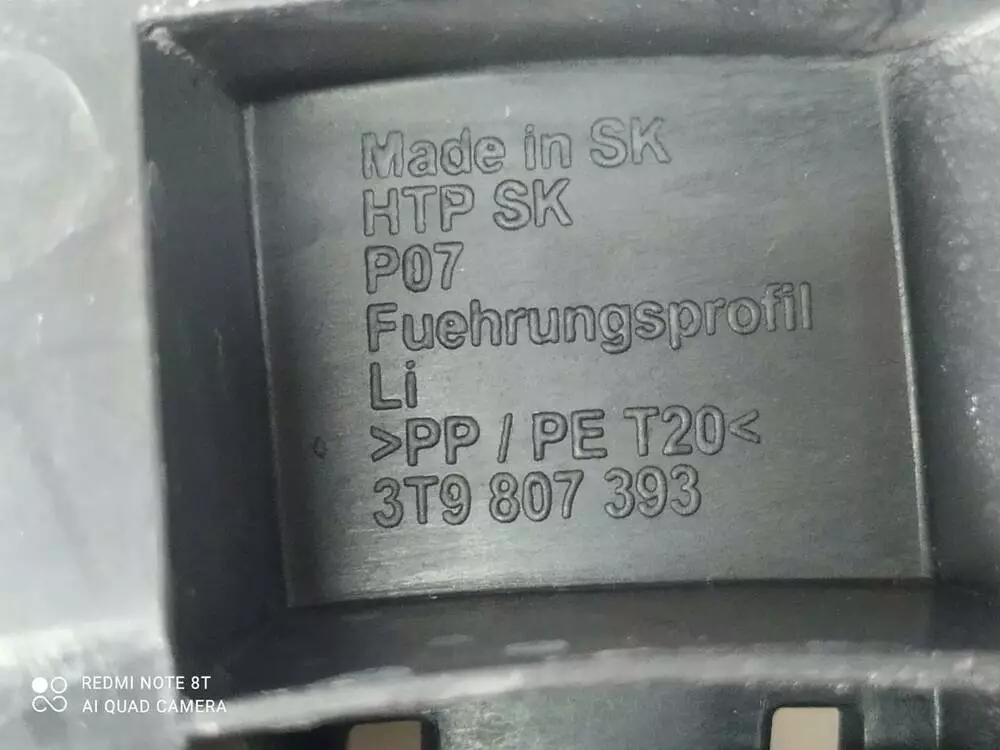 Made in SK
HTP SK
P07
Fuehrungsprofil
Li
>PP / PE T20<
3T9 807 393
REDMI NOTE 8T
AI QUAD CAMERA